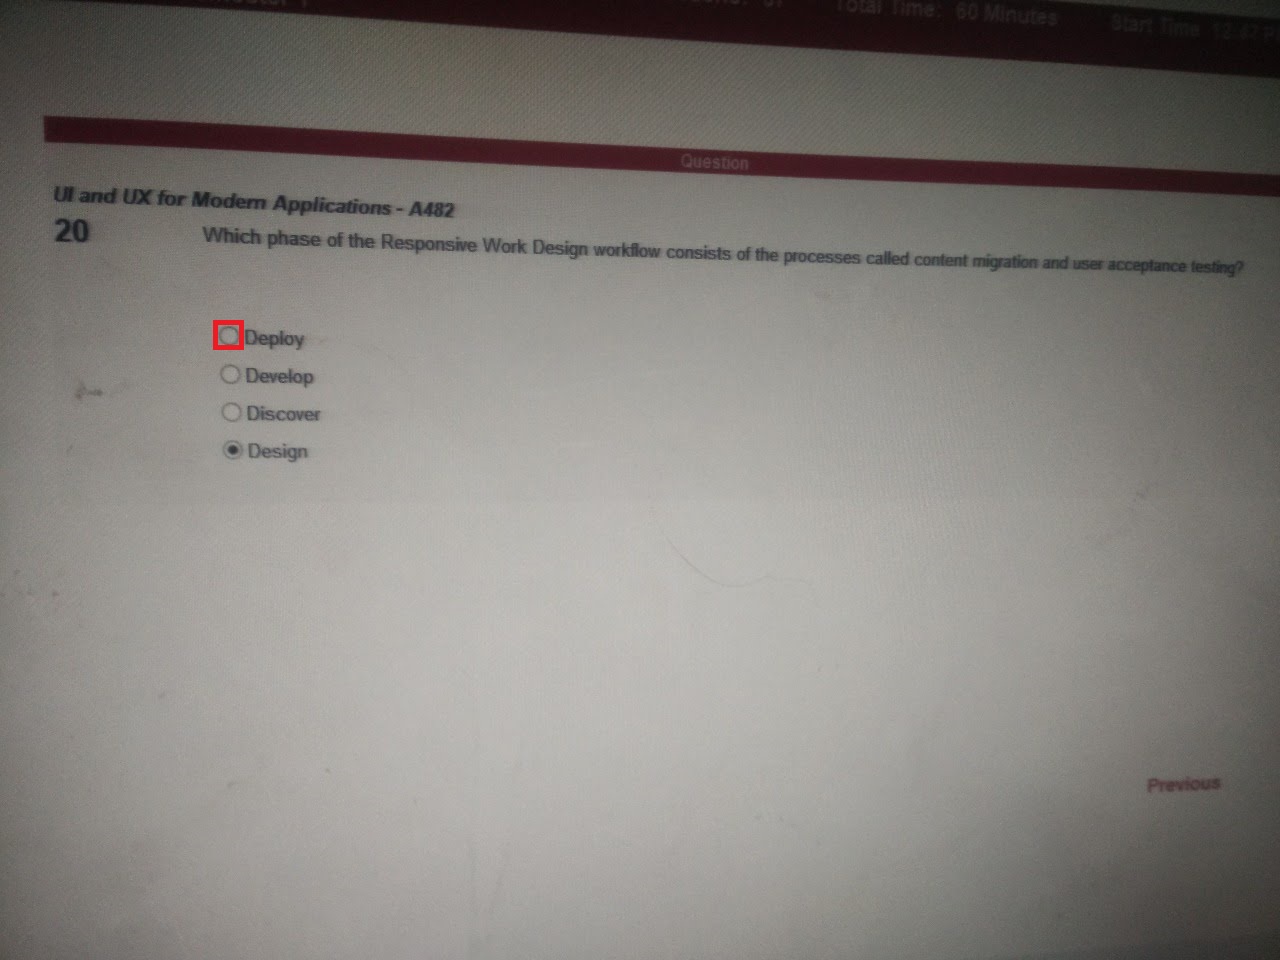 Total Time: 60 Minutes Start Time
Question
UI and UX for Modern Applications - A482
20 Which phase of the Responsive Work Design workflow consists of the processes called content migration and user acceptance testing?
Deploy
Develop
Discover
Design
Previous